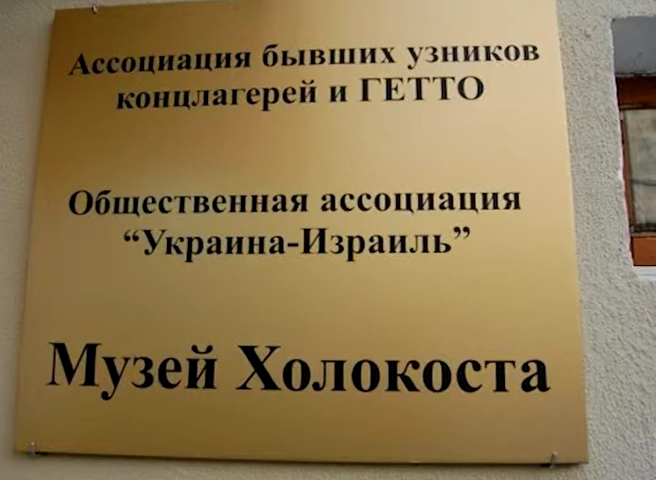 Ассоциация бывших узников
концлагерей и ГЕТТО
Общественная ассоциация
“Украина-Израиль”
Музей Холокоста